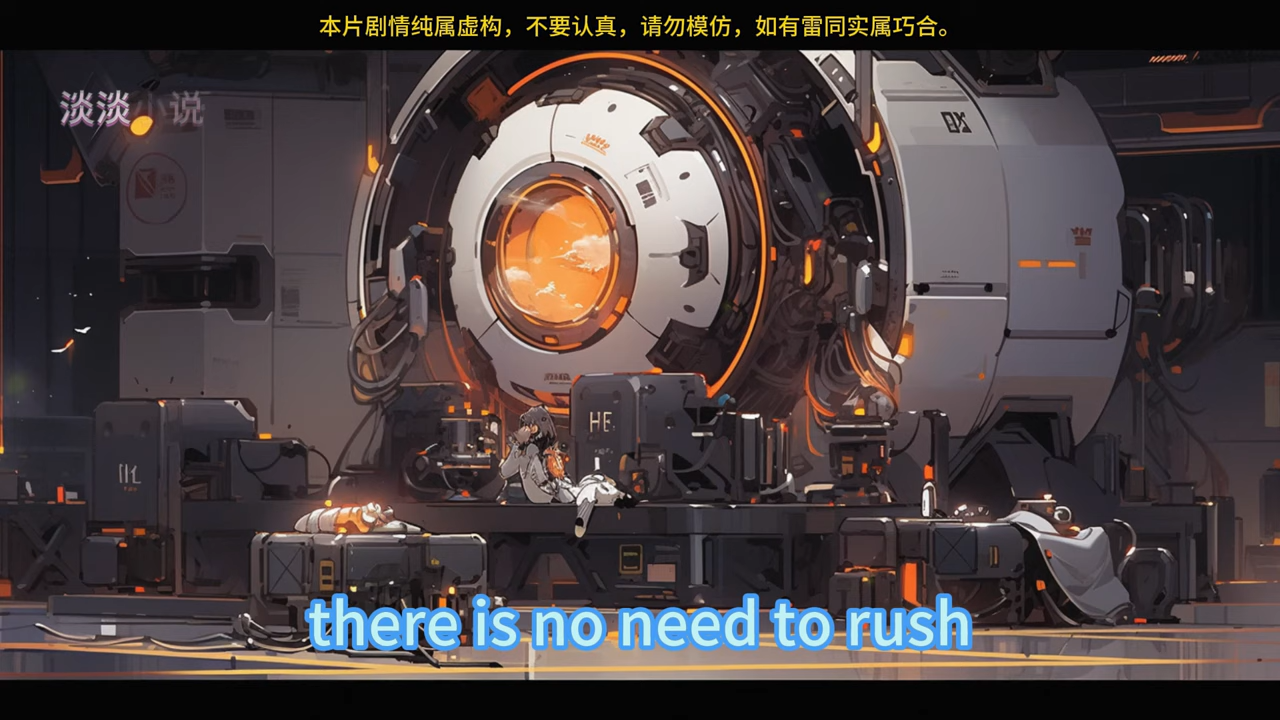 本片剧情纯属虚构，不要认真，请勿模仿，如有雷同实属巧合。
淡淡小说
HE
there is no need to rush